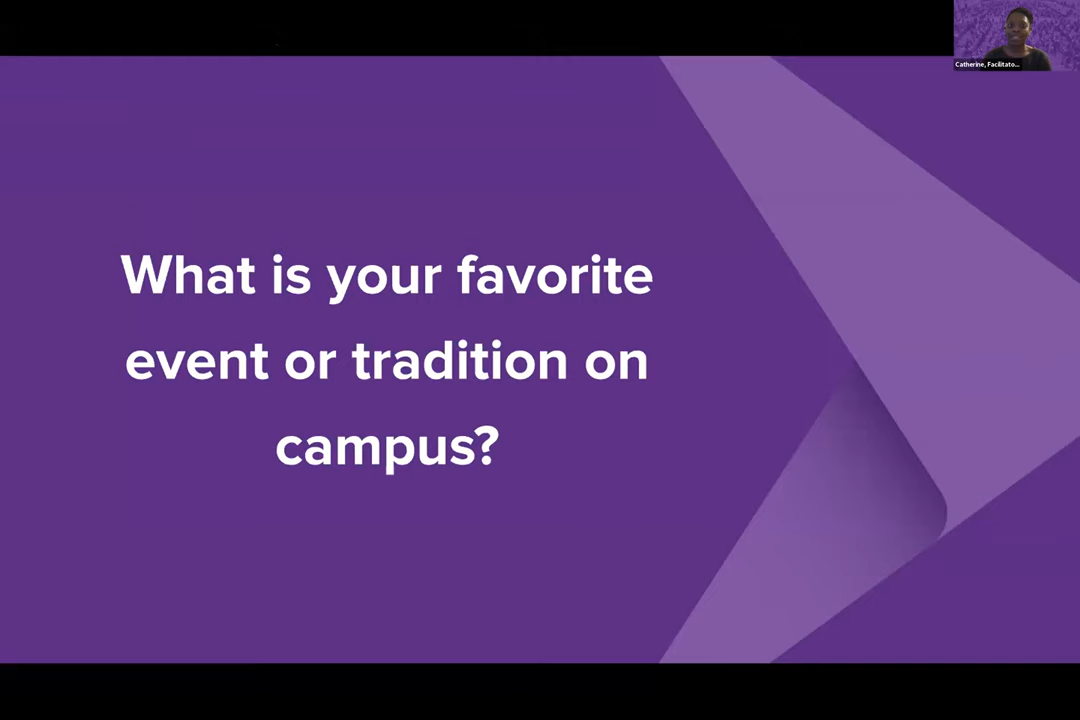 Catherine, Facilitato...
What is your favorite
event or tradition on
campus?